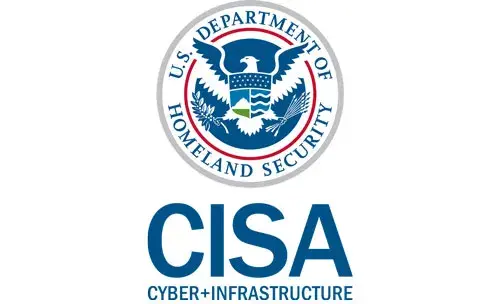 U.S. DEPARTMENT OF
HOMELAND SECURITY
CISA
CYBER+INFRASTRUCTURE